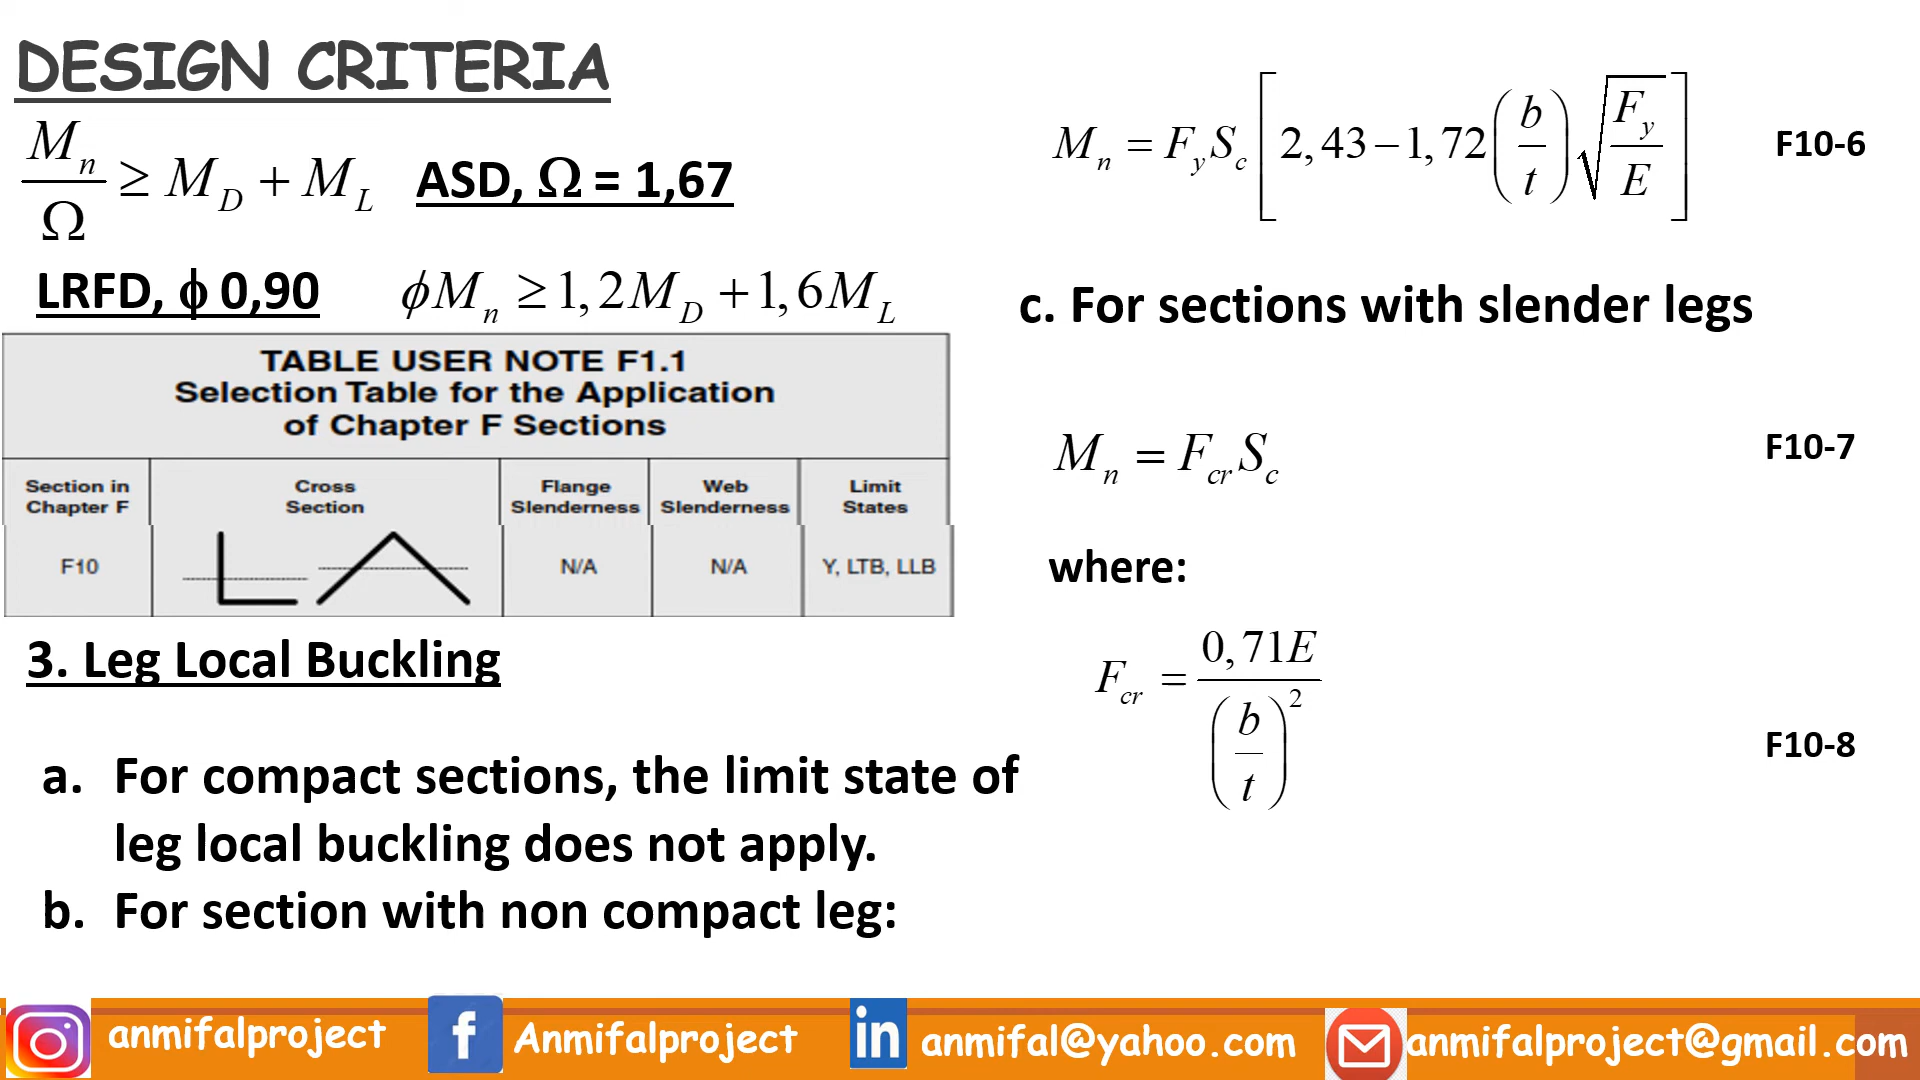 DESIGN CRITERIA
Mn/Ω ≥ MD + ML ASD, Ω = 1,67
LRFD, ϕ 0,90 ϕMn ≥ 1,2MD + 1,6ML
TABLE USER NOTE F1.1
Selection Table for the Application
of Chapter F Sections
Section in Chapter F Cross Section Flange Slenderness Web Slenderness Limit States
F10 N/A N/A Y, LTB, LLB
3. Leg Local Buckling
a. For compact sections, the limit state of
leg local buckling does not apply.
b. For section with non compact leg:
Mn = FySc [2,43 – 1,72 (b/t) √(Fy/E)] F10-6
c. For sections with slender legs
Mn = FcrSc F10-7
where:
Fcr = 0,71E/(b/t)² F10-8
anmifalproject f Anmifalproject in anmifal@yahoo.com anmifalproject@gmail.com